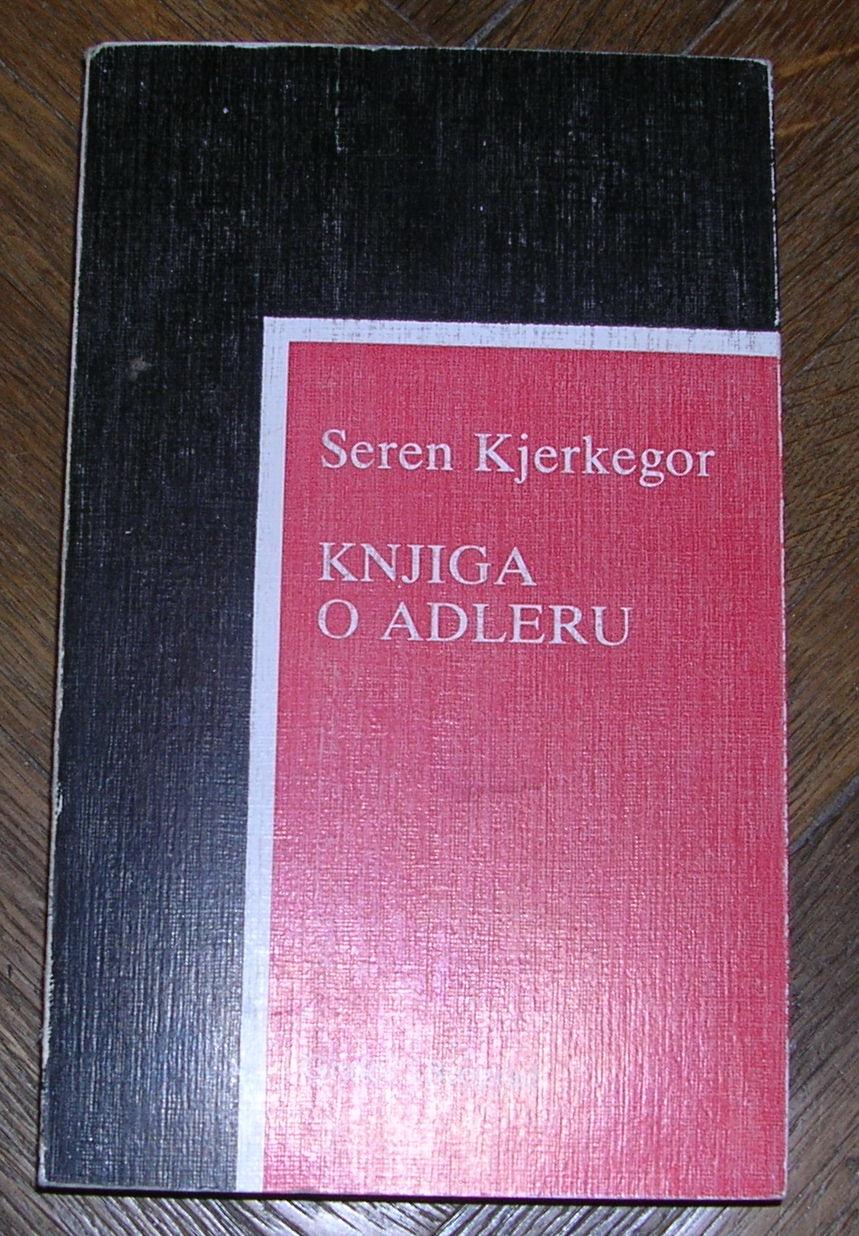 Seren Kjerkegor
KNJIGA
O ADLERU